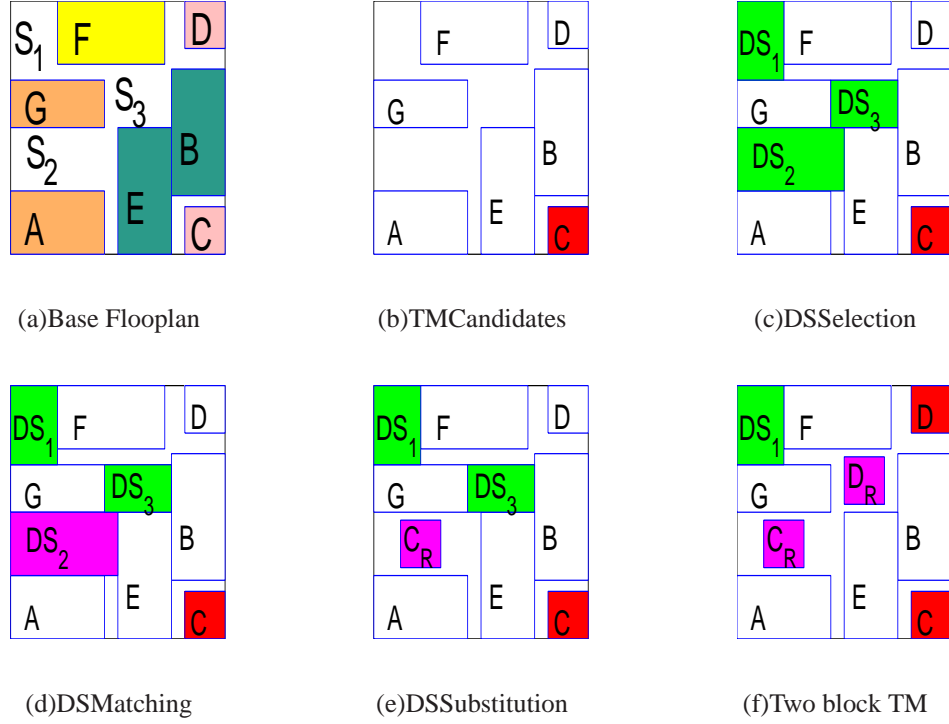 S1 F D
G S3
S2 B
E
A C
(a)Base Flooplan
F D
G
B
E
A C
(b)TMCandidates
DS1 F D
G DS3
DS2 B
E
A C
(c)DSSelection
DS1 F D
G DS3
DS2 B
E
A C
(d)DSMatching
DS1 F D
G DS3
CR B
E
A C
(e)DSSubstitution
DS1 F D
G DR
CR B
E
A C
(f)Two block TM